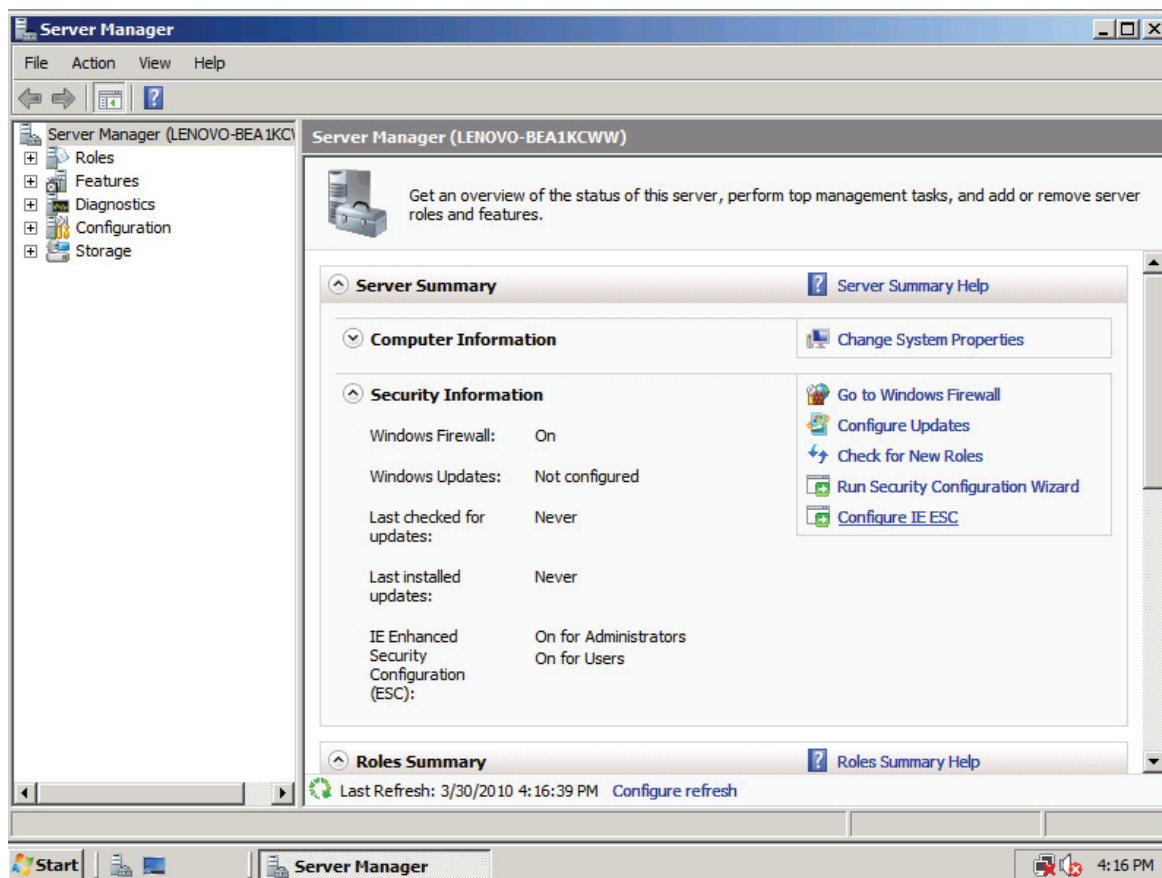 Server Manager
File Action View Help
Server Manager (LENOVO-BEA1KCV
Roles
Features
Diagnostics
Configuration
Storage
Server Manager (LENOVO-BEA1KCWW)
Get an overview of the status of this server, perform top management tasks, and add or remove server
roles and features.
Server Summary
Server Summary Help
Computer Information
Change System Properties
Security Information
Windows Firewall: On
Windows Updates: Not configured
Last checked for Never
updates:
Last installed Never
updates:
IE Enhanced On for Administrators
Security On for Users
Configuration
(ESC):
Go to Windows Firewall
Configure Updates
Check for New Roles
Run Security Configuration Wizard
Configure IE ESC
Roles Summary
Roles Summary Help
Last Refresh: 3/30/2010 4:16:39 PM Configure refresh
Start
Server Manager
4:16 PM